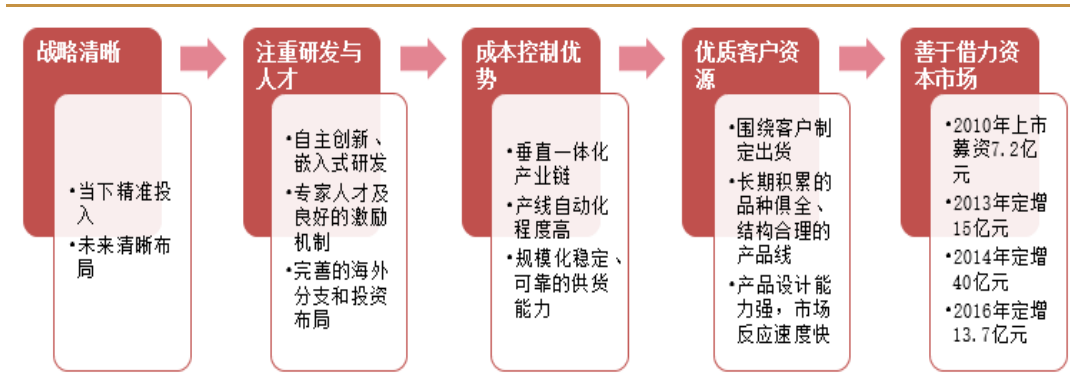 战略清晰
•当下精准投
入
•未来清晰布
局
注重研发与
人才
•自主创新、
嵌入式研发
•专家人才及
良好的激励
机制
•完善的海外
分支和投资
布局
成本控制优
势
•垂直一体化
产业链
•产线自动化
程度高
•规模化稳定、
可靠的供货
能力
优质客户资
源
•围绕客户制
定出货
•长期积累的
品种俱全、
结构合理的
产品线
•产品设计能
力强，市场
反应速度快
善于借力资
本市场
•2010年上市
募资7.2亿
元
•2013年定增
15亿元
•2014年定增
40亿元
•2016年定增
13.7亿元